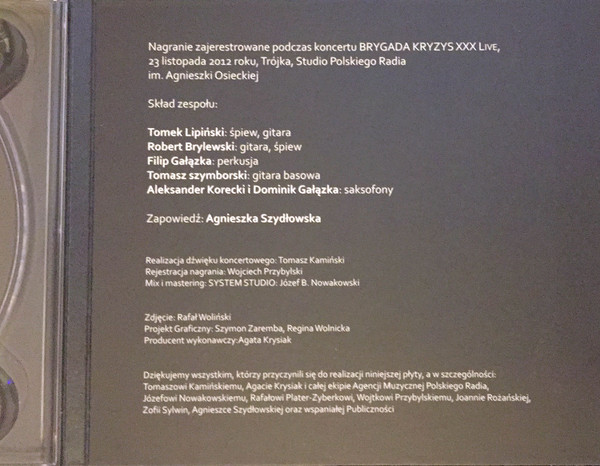 Nagranie zajerestrowane podczas koncertu BRYGADA KRYZYS XXX LIVE,
23 listopada 2012 roku, Trójka, Studio Polskiego Radia
im. Agnieszki Osieckiej
Skład zespołu:
Tomek Lipiński: śpiew, gitara
Robert Brylewski: gitara, śpiew
Filip Gałązka: perkusja
Tomasz szymborski: gitara basowa
Aleksander Korecki i Dominik Gałązka: saksofony
Zapowiedź: Agnieszka Szydłowska
Realizacja dźwięku koncertowego: Tomasz Kamiński
Rejestracja nagrania: Wojciech Przybylski
Mix i mastering: SYSTEM STUDIO: Józef B. Nowakowski
Zdjęcie: Rafał Woliński
Projekt Graficzny: Szymon Zaremba, Regina Wolnicka
Producent wykonawczy:Agata Krysiak
Dziękujemy wszystkim, którzy przyczynili się do realizacji niniejszej płyty, a w szczególności:
Tomaszowi Kamińskiemu, Agacie Krysiak i całej ekipie Agencji Muzycznej Polskiego Radia,
Józefowi Nowakowskiemu, Rafałowi Plater-Zyberkowi, Wojtkowi Przybylskiemu, Joannie Rożańskiej,
Zofii Sylwin, Agnieszce Szydłowskiej oraz wspaniałej Publiczności